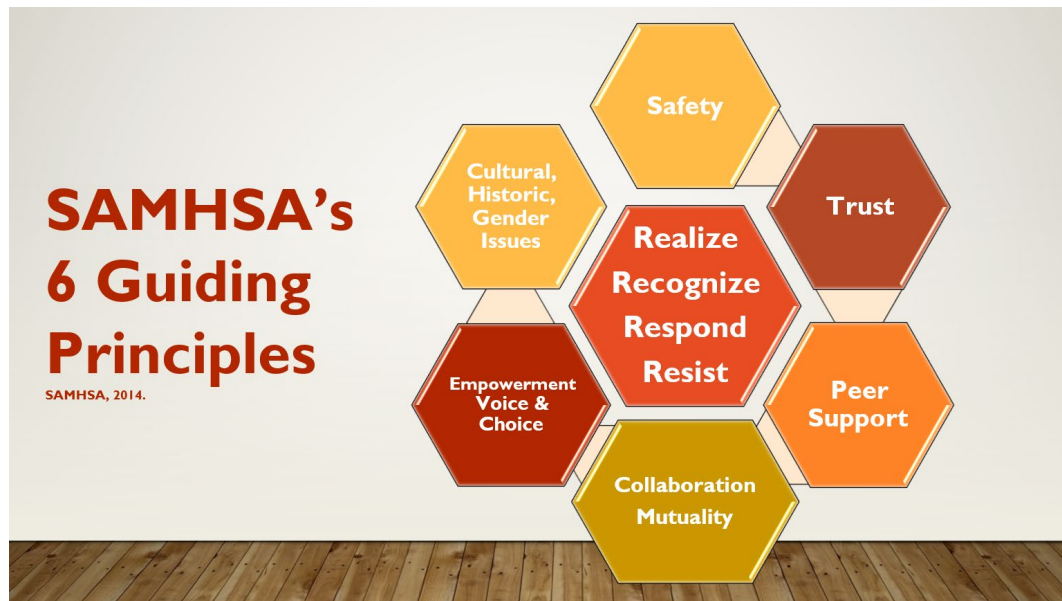 SAMHSA's
6 Guiding
Principles
SAMHSA, 2014.
Safety
Trust
Peer
Support
Collaboration
Mutuality
Empowerment
Voice &
Choice
Cultural,
Historic,
Gender
Issues
Realize
Recognize
Respond
Resist